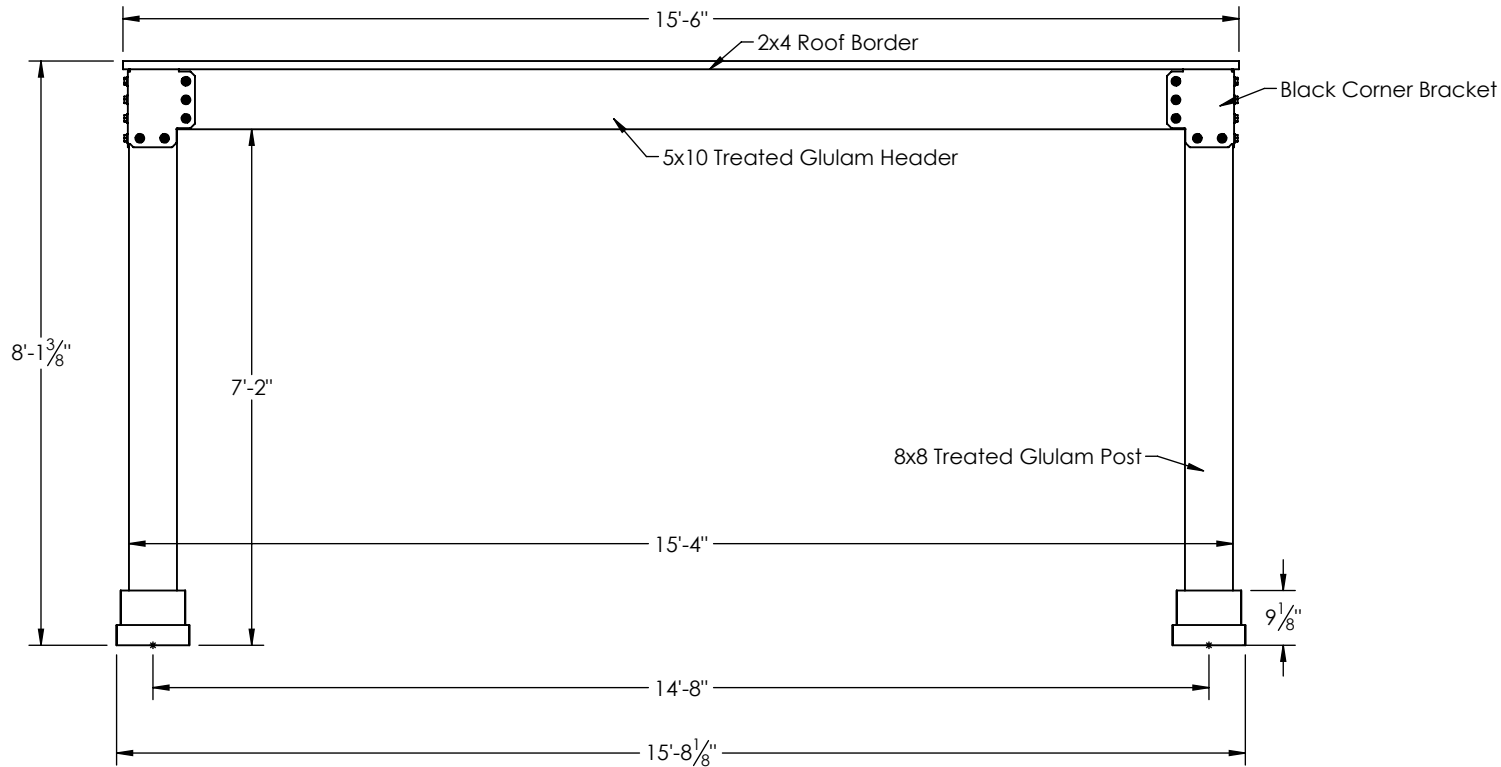 15'-6"
2x4 Roof Border
Black Corner Bracket
5x10 Treated Glulam Header
8'-1⅜"
7'-2"
8x8 Treated Glulam Post
15'-4"
9⅛"
14'-8"
15'-8⅛"